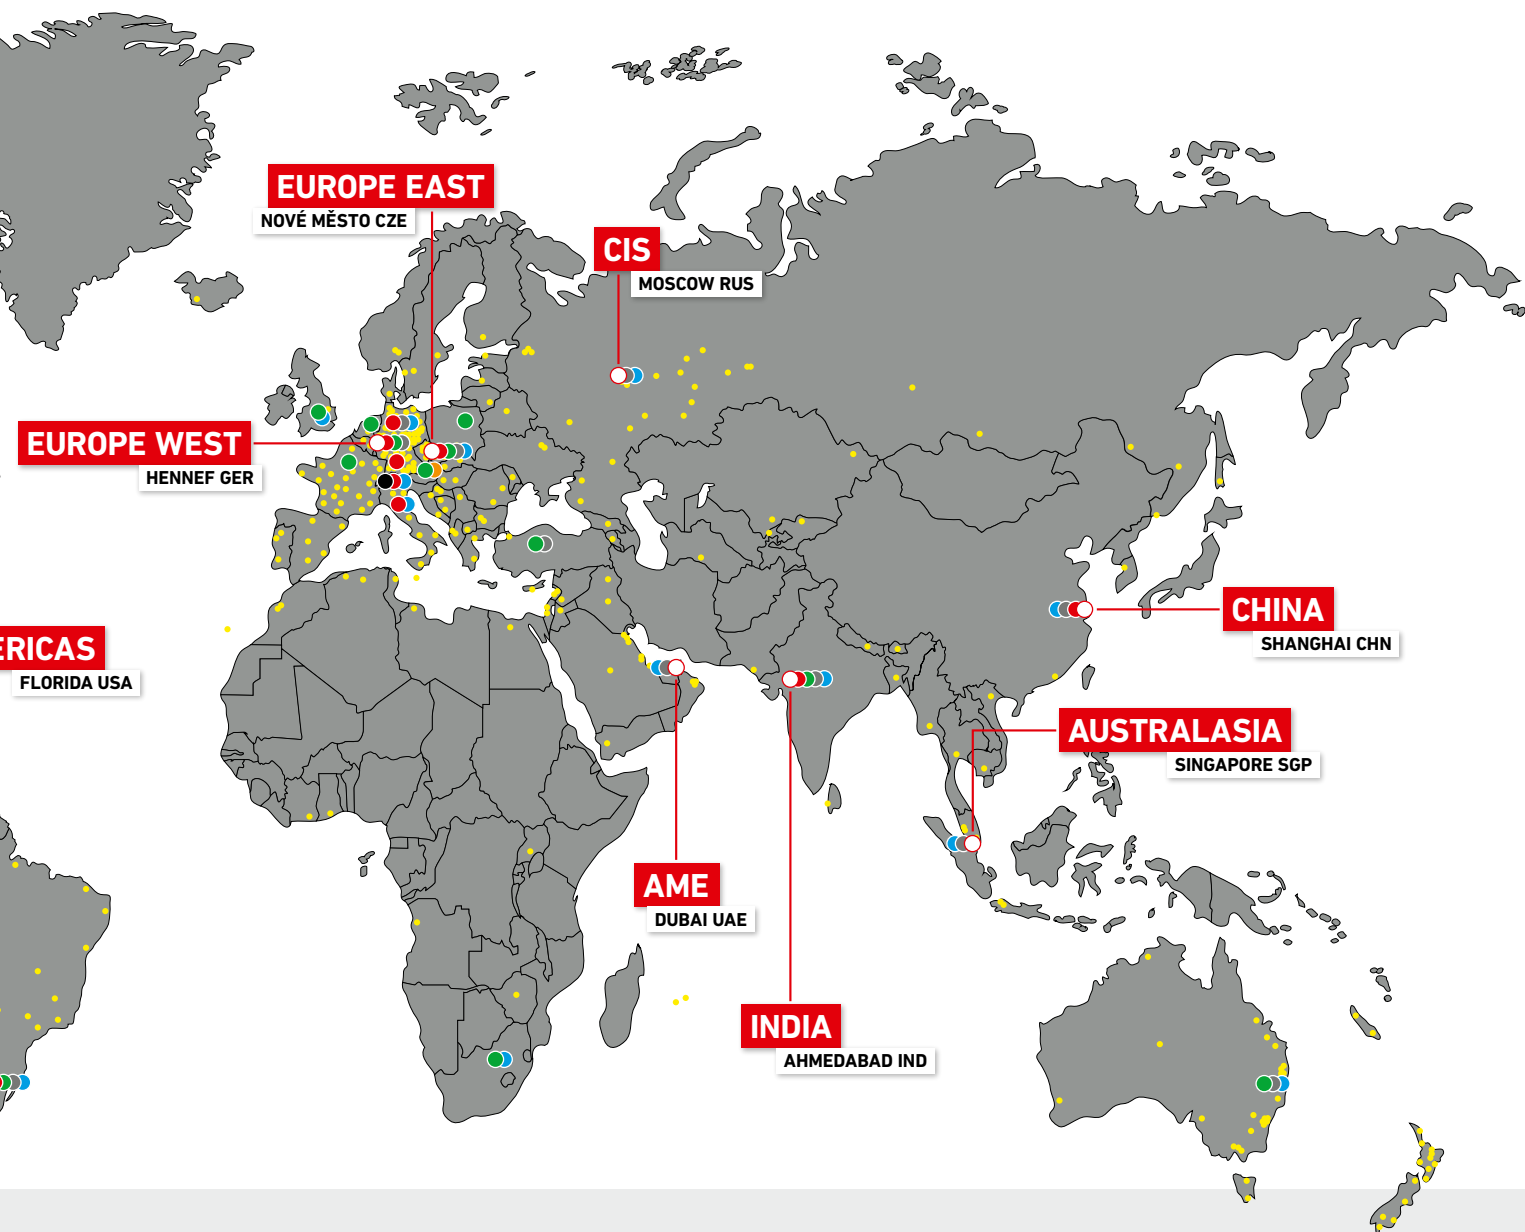 EUROPE EAST
NOVÉ MĚSTO CZE
CIS
MOSCOW RUS
EUROPE WEST
HENNEF GER
CHINA
SHANGHAI CHN
ERICAS
FLORIDA USA
AUSTRALASIA
SINGAPORE SGP
AME
DUBAI UAE
INDIA
AHMEDABAD IND